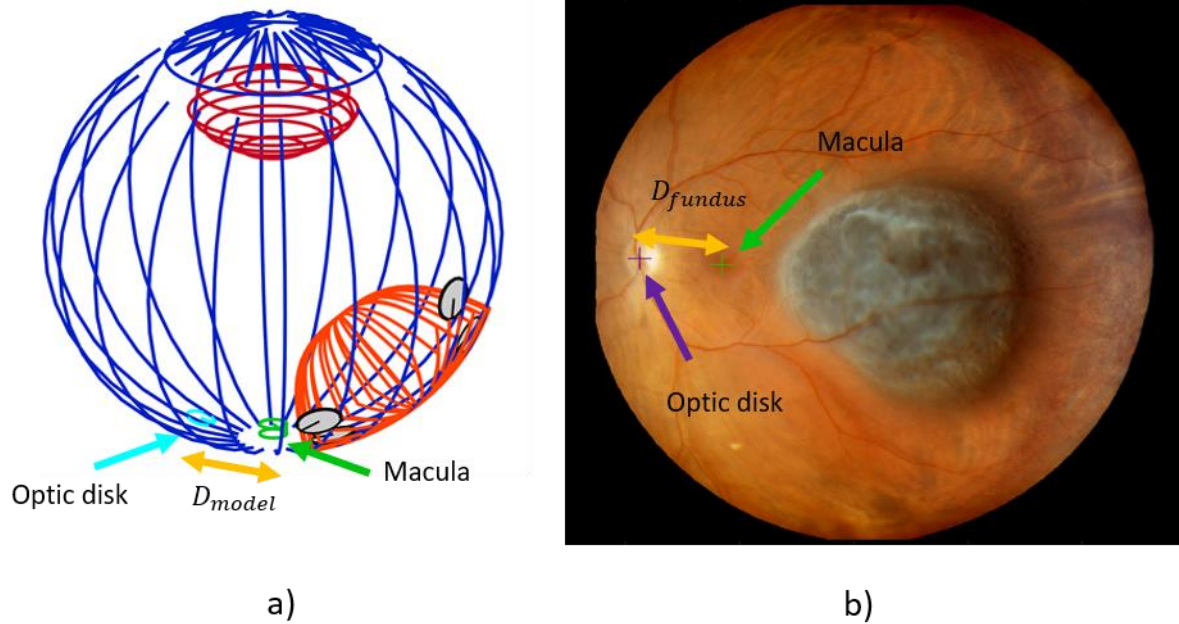 Optic disk
D_model
Macula
a)
Macula
D_fundus
Optic disk
b)